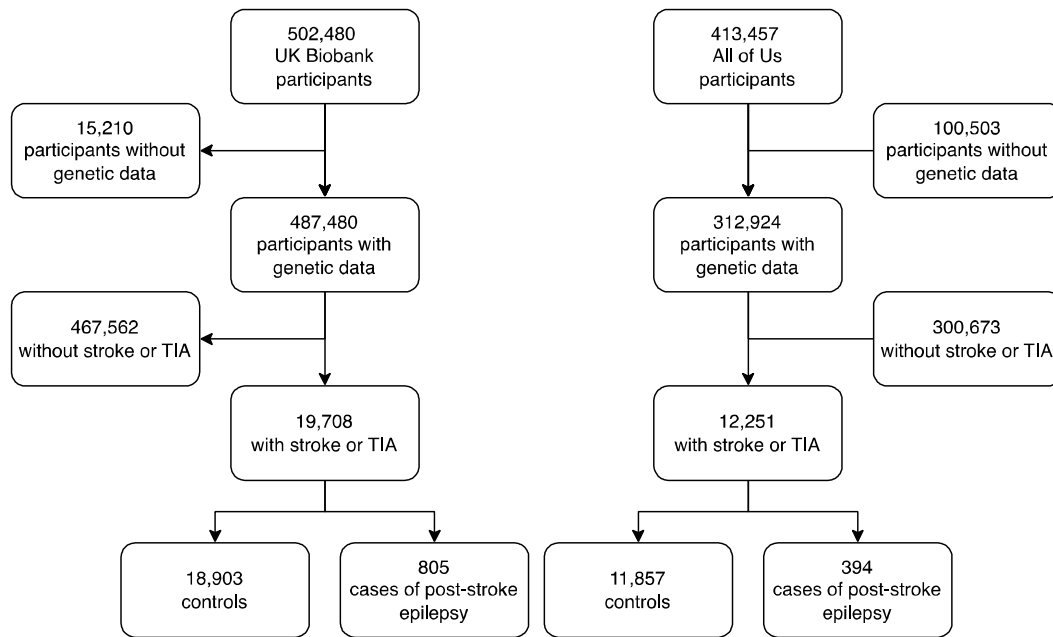 502,480
UK Biobank
participants
15,210
participants without
genetic data
487,480
participants with
genetic data
467,562
without stroke or TIA
19,708
with stroke or TIA
18,903
controls
805
cases of post-stroke
epilepsy
413,457
All of Us
participants
100,503
participants without
genetic data
312,924
participants with
genetic data
300,673
without stroke or TIA
12,251
with stroke or TIA
11,857
controls
394
cases of post-stroke
epilepsy